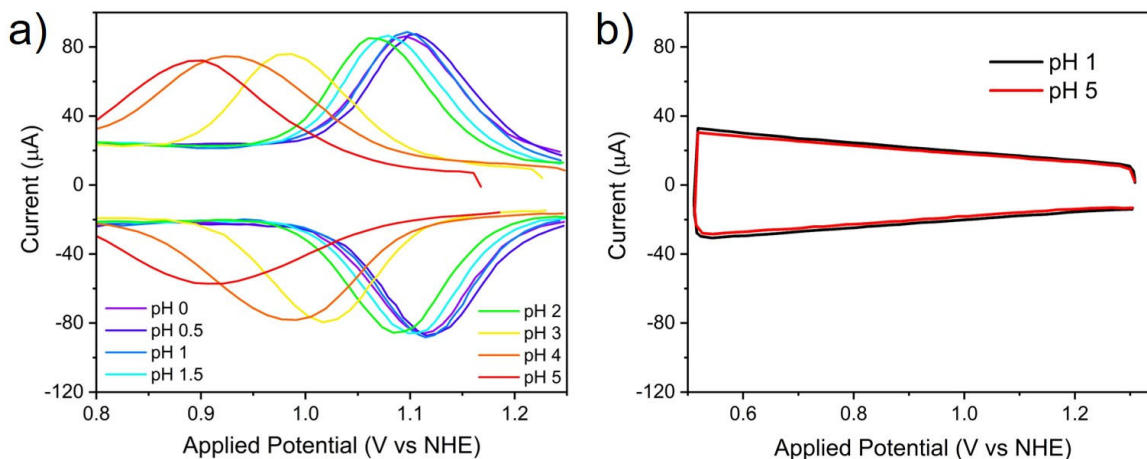 a)
80
40
0
-40
-80
-120
Current (μA)
pH 0
pH 0.5
pH 1
pH 1.5
pH 2
pH 3
pH 4
pH 5
0.8 0.9 1.0 1.1 1.2
Applied Potential (V vs NHE)
b)
80
40
0
-40
-80
-120
Current (μA)
pH 1
pH 5
0.6 0.8 1.0 1.2
Applied Potential (V vs NHE)